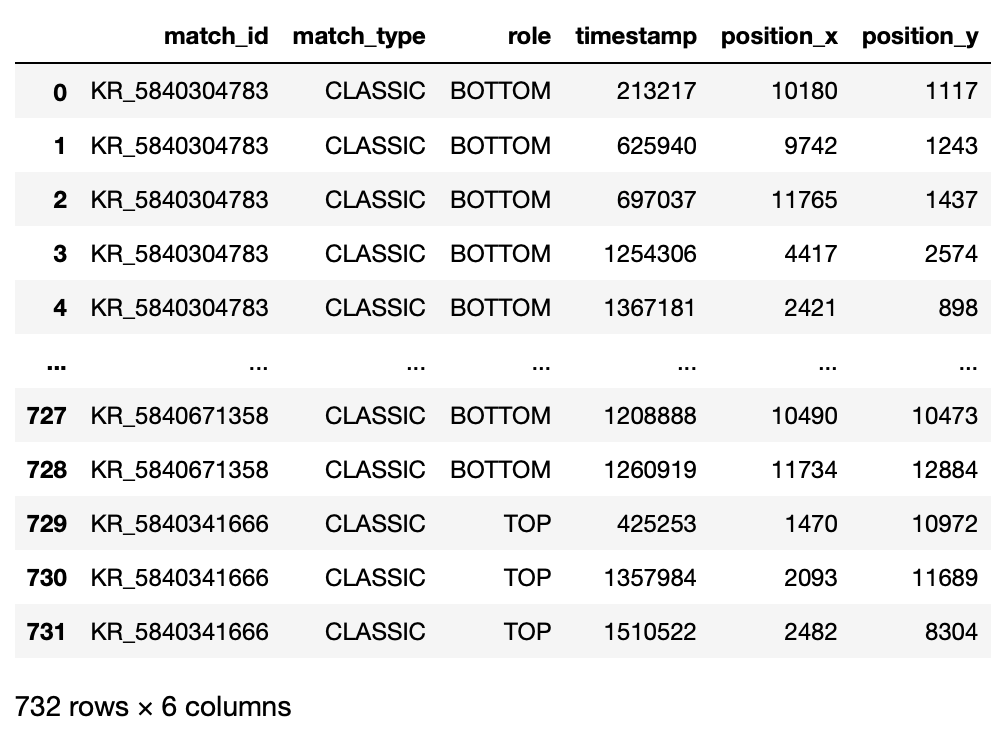 match_id match_type role timestamp position_x position_y
0 KR_5840304783 CLASSIC BOTTOM 213217 10180 1117
1 KR_5840304783 CLASSIC BOTTOM 625940 9742 1243
2 KR_5840304783 CLASSIC BOTTOM 697037 11765 1437
3 KR_5840304783 CLASSIC BOTTOM 1254306 4417 2574
4 KR_5840304783 CLASSIC BOTTOM 1367181 2421 898
... ... ... ... ... ... ...
727 KR_5840671358 CLASSIC BOTTOM 1208888 10490 10473
728 KR_5840671358 CLASSIC BOTTOM 1260919 11734 12884
729 KR_5840341666 CLASSIC TOP 425253 1470 10972
730 KR_5840341666 CLASSIC TOP 1357984 2093 11689
731 KR_5840341666 CLASSIC TOP 1510522 2482 8304
732 rows × 6 columns